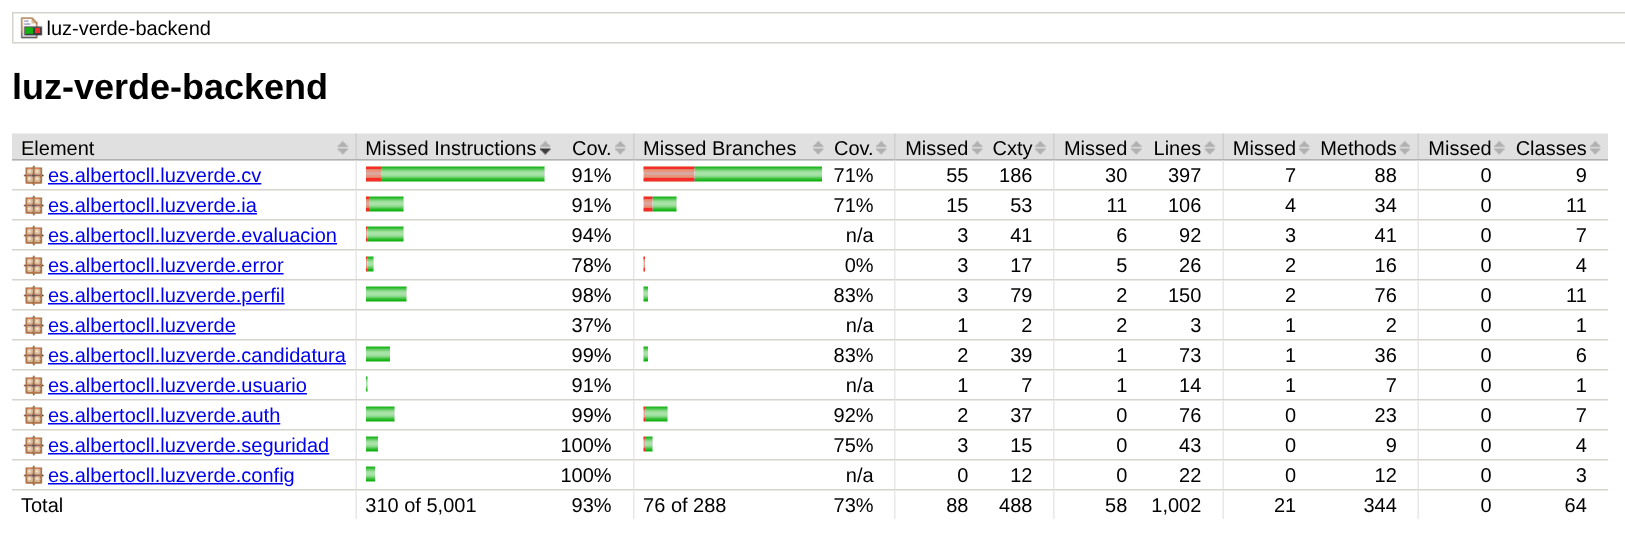 luz-verde-backend
luz-verde-backend
Element Missed Instructions Cov. Missed Branches Cov. Missed Cxty Missed Lines Missed Methods Missed Classes
es.albertocll.luzverde.cv 91% 71% 55 186 30 397 7 88 0 9
es.albertocll.luzverde.ia 91% 71% 15 53 11 106 4 34 0 11
es.albertocll.luzverde.evaluacion 94% n/a 3 41 6 92 3 41 0 7
es.albertocll.luzverde.error 78% 0% 3 17 5 26 2 16 0 4
es.albertocll.luzverde.perfil 98% 83% 3 79 2 150 2 76 0 11
es.albertocll.luzverde 37% n/a 1 2 2 3 1 2 0 1
es.albertocll.luzverde.candidatura 99% 83% 2 39 1 73 1 36 0 6
es.albertocll.luzverde.usuario 91% n/a 1 7 1 14 1 7 0 1
es.albertocll.luzverde.auth 99% 92% 2 37 0 76 0 23 0 7
es.albertocll.luzverde.seguridad 100% 75% 3 15 0 43 0 9 0 4
es.albertocll.luzverde.config 100% n/a 0 12 0 22 0 12 0 3
Total 310 of 5,001 93% 76 of 288 73% 88 488 58 1,002 21 344 0 64